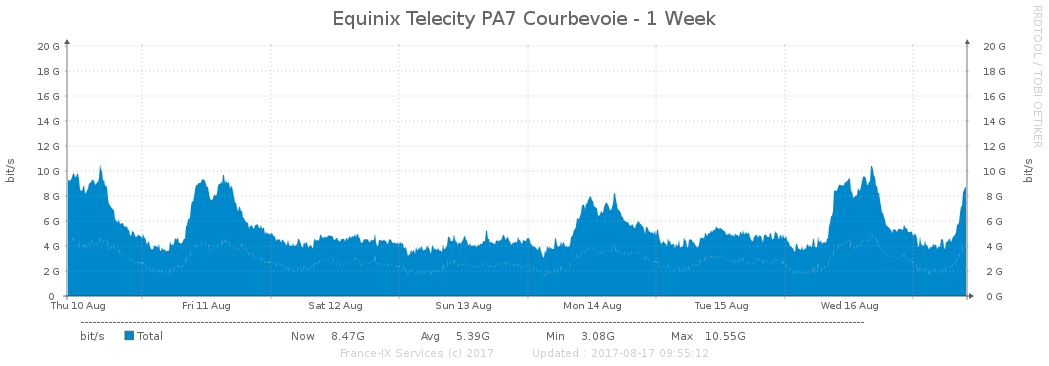 Equinix Telecity PA7 Courbevoie - 1 Week
RRDTOOL / TOBI OETIKER
bit/s
20 G
18 G
16 G
14 G
12 G
10 G
8 G
6 G
4 G
2 G
0
20 G
18 G
16 G
14 G
12 G
10 G
8 G
6 G
4 G
2 G
0 G
bit/s
Thu 10 Aug Fri 11 Aug Sat 12 Aug Sun 13 Aug Mon 14 Aug Tue 15 Aug Wed 16 Aug
bit/s Total Now 8.47G Avg 5.39G Min 3.08G Max 10.55G
France-IX Services (c) 2017 Updated : 2017-08-17 09:55:12